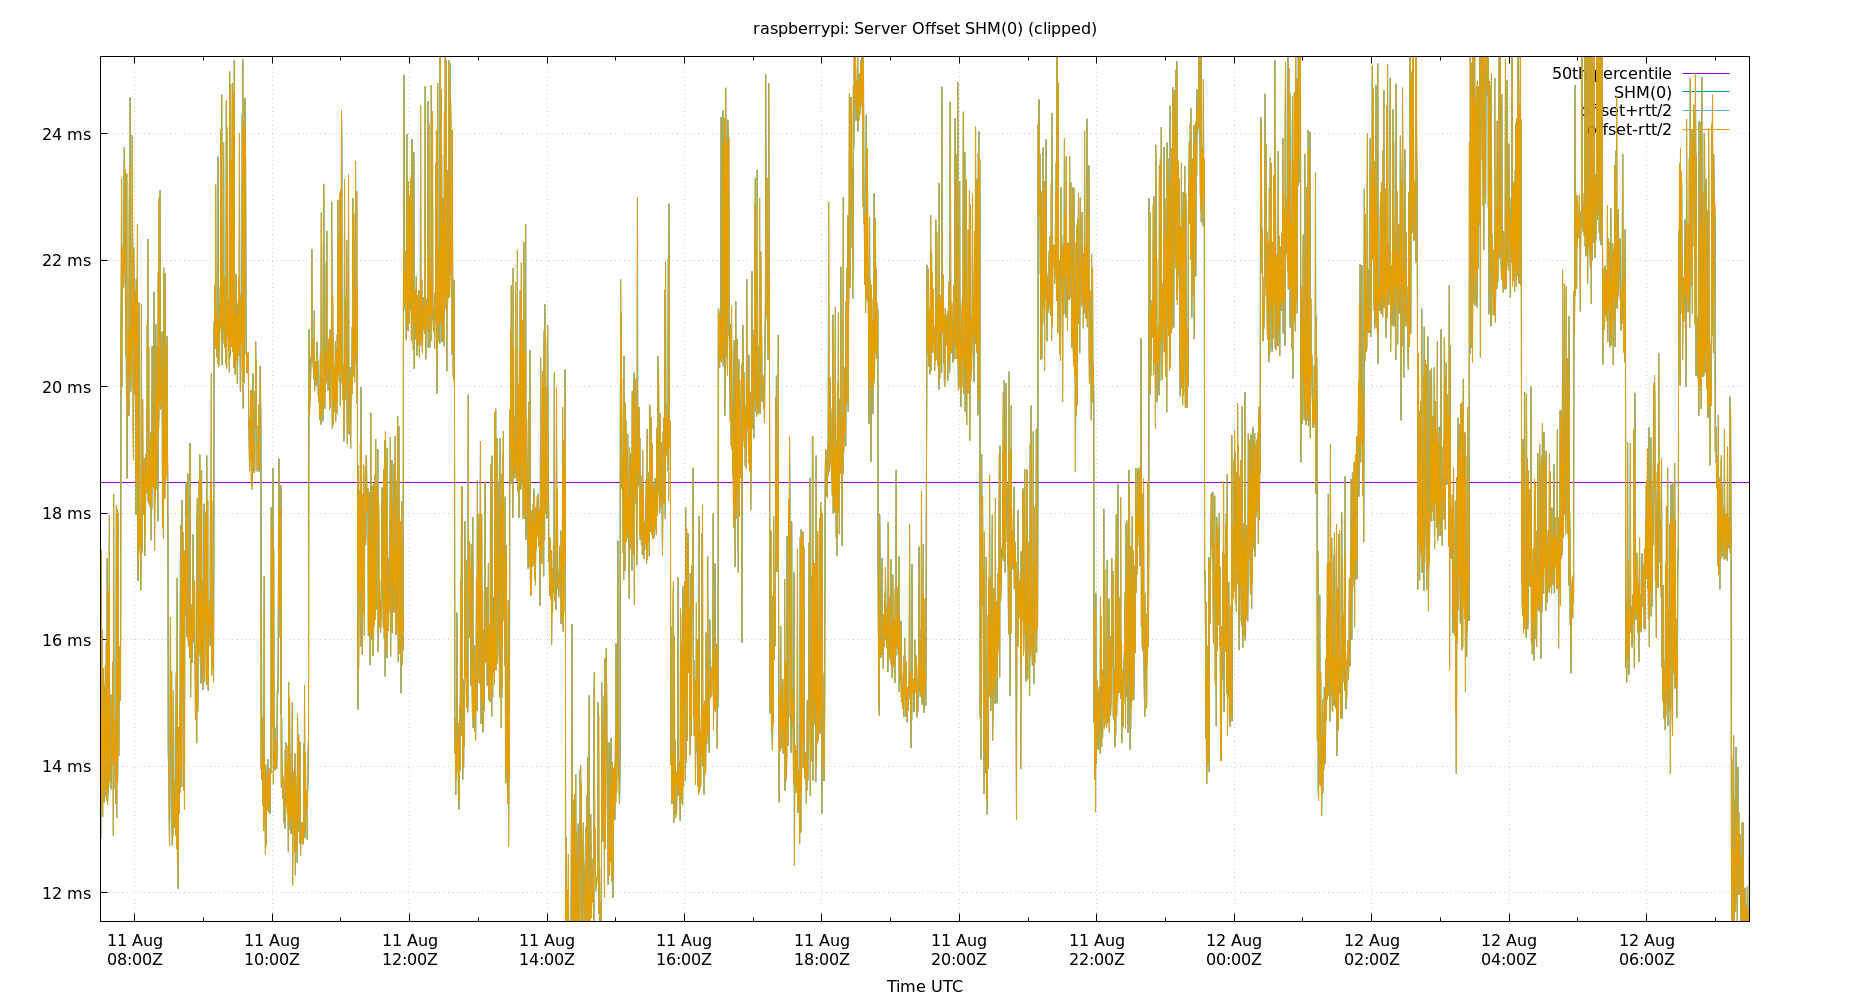 raspberrypi: Server Offset SHM(0) (clipped)
50th percentile
SHM(0)
offset+rtt/2
offset-rtt/2
24 ms
22 ms
20 ms
18 ms
16 ms
14 ms
12 ms
11 Aug 11 Aug 11 Aug 11 Aug 11 Aug 11 Aug 11 Aug 11 Aug 12 Aug 12 Aug 12 Aug 12 Aug
08:00Z 10:00Z 12:00Z 14:00Z 16:00Z 18:00Z 20:00Z 22:00Z 00:00Z 02:00Z 04:00Z 06:00Z
Time UTC